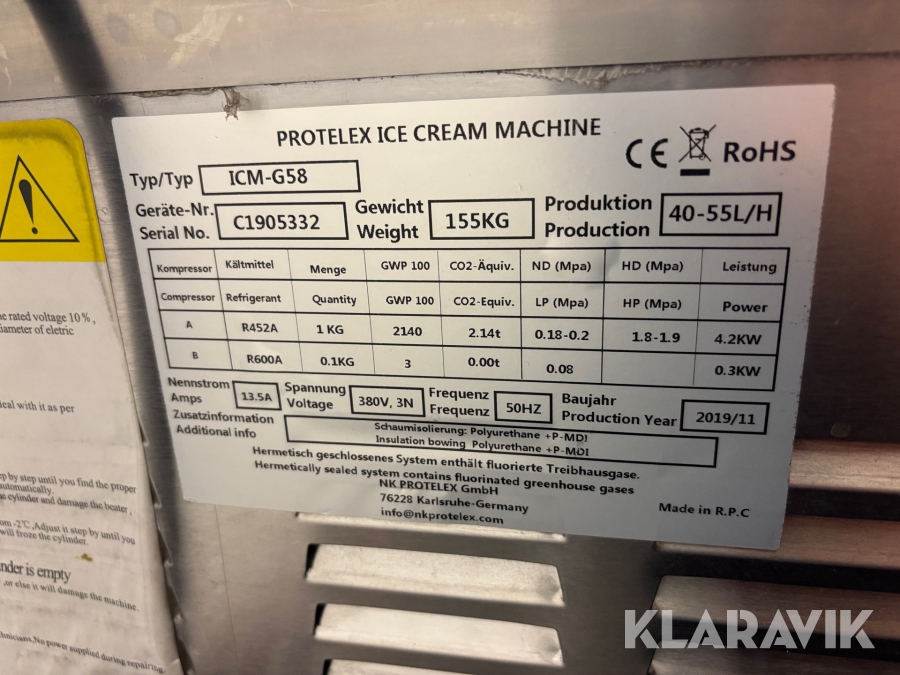 PROTELEX ICE CREAM MACHINE
CE RoHS
Typ/Typ ICM-G58
Geräte-Nr. Serial No. C1905332 Gewicht Weight 155KG Produktion Production 40-55L/H
Kompressor Kältmittel Menge GWP 100 CO2-Äquiv. ND (Mpa) HD (Mpa) Leistung
Compressor Refrigerant Quantity GWP 100 CO2-Equiv. LP (Mpa) HP (Mpa) Power
A R452A 1 KG 2140 2.14t 0.18-0.2 1.8-1.9 4.2KW
B R600A 0.1KG 3 0.00t 0.08 0.3KW
Nennstrom Amps 13.5A Spannung Voltage 380V, 3N Frequenz Frequenz 50HZ Baujahr Production Year 2019/11
Zusatzinformation
Additional info
Schaumisolierung: Polyurethane +P-MDI
Insulation bowing Polyurethane +P-MDI
Hermetisch geschlossenes System enthält fluorierte Treibhausgase.
Hermetically sealed system contains fluorinated greenhouse gases
NK PROTELEX GmbH
76228 Karlsruhe-Germany
info@nkprotelex.com
Made in R.P.C
rated voltage 10%,
diameter of eletric
deal with it as per
by step until you find the proper
automatically.
cylinder and damage the beater,
-2℃,Adjust it step by until you
will froze the cylinder.
is empty
,or else it will damage the machine.
No power supplied during repairing.
KLARAVIK